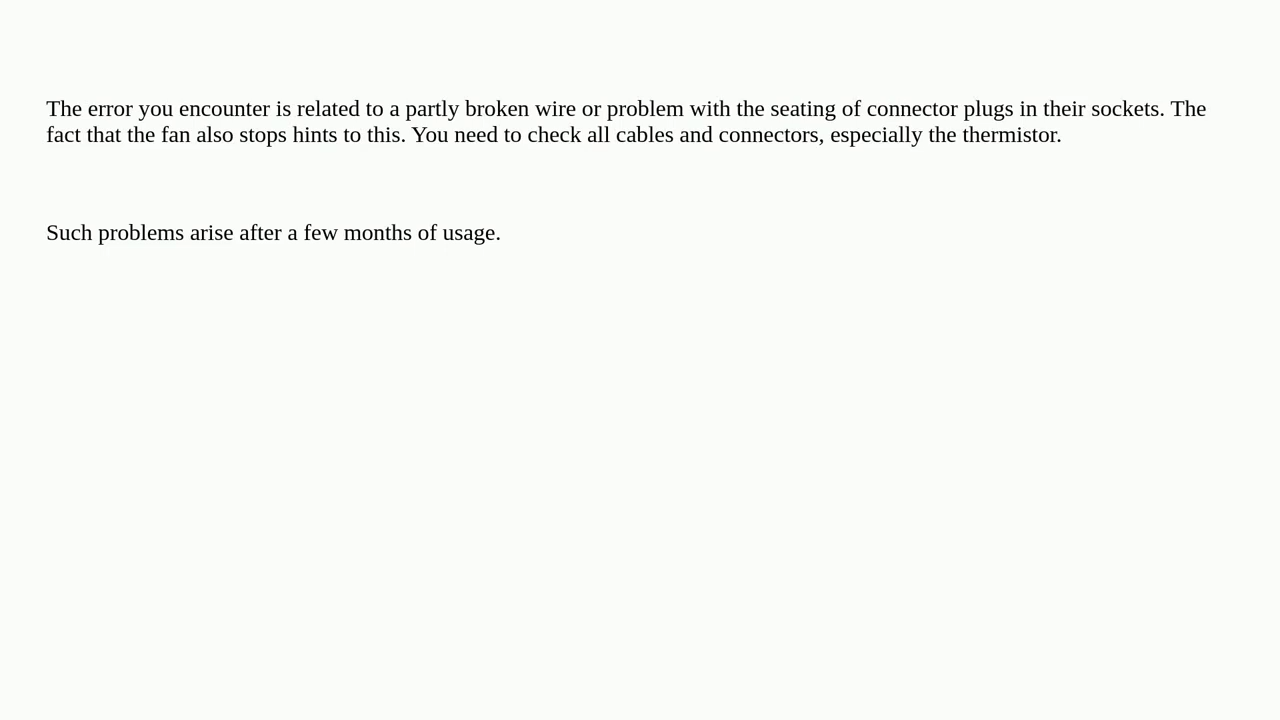 The error you encounter is related to a partly broken wire or problem with the seating of connector plugs in their sockets. The
fact that the fan also stops hints to this. You need to check all cables and connectors, especially the thermistor.
Such problems arise after a few months of usage.